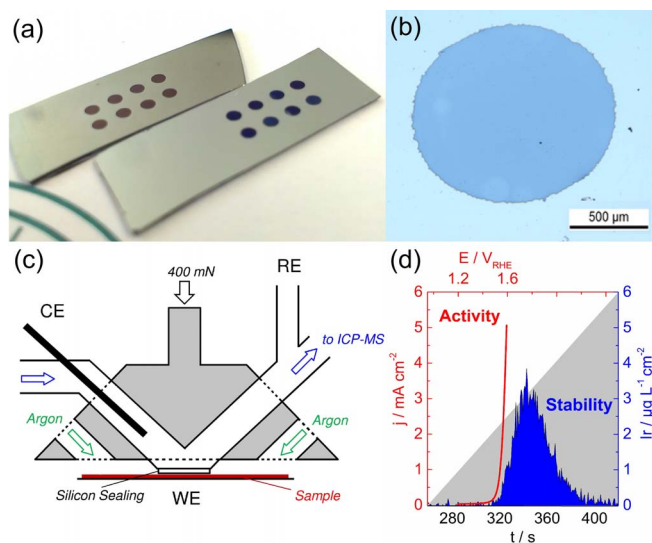 (a)
(b)
500 µm
(c)
400 mN
RE
CE
to ICP-MS
Argon
Argon
Silicon Sealing
WE
Sample
(d)
E / V_RHE
1.2 1.6
6
5
4
3
2
1
0
j / mA cm⁻²
Activity
Stability
6
5
4
3
2
1
0
Ir / µg L⁻¹ cm⁻²
280 320 360 400
t / s